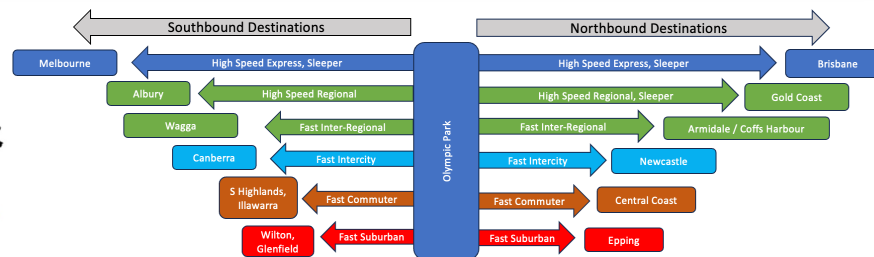 Southbound Destinations
Northbound Destinations
Melbourne
High Speed Express, Sleeper
High Speed Express, Sleeper
Brisbane
Albury
High Speed Regional
High Speed Regional, Sleeper
Gold Coast
Wagga
Fast Inter-Regional
Fast Inter-Regional
Armidale / Coffs Harbour
Olympic Park
Canberra
Fast Intercity
Fast Intercity
Newcastle
S Highlands,
Illawarra
Fast Commuter
Fast Commuter
Central Coast
Wilton,
Glenfield
Fast Suburban
Fast Suburban
Epping